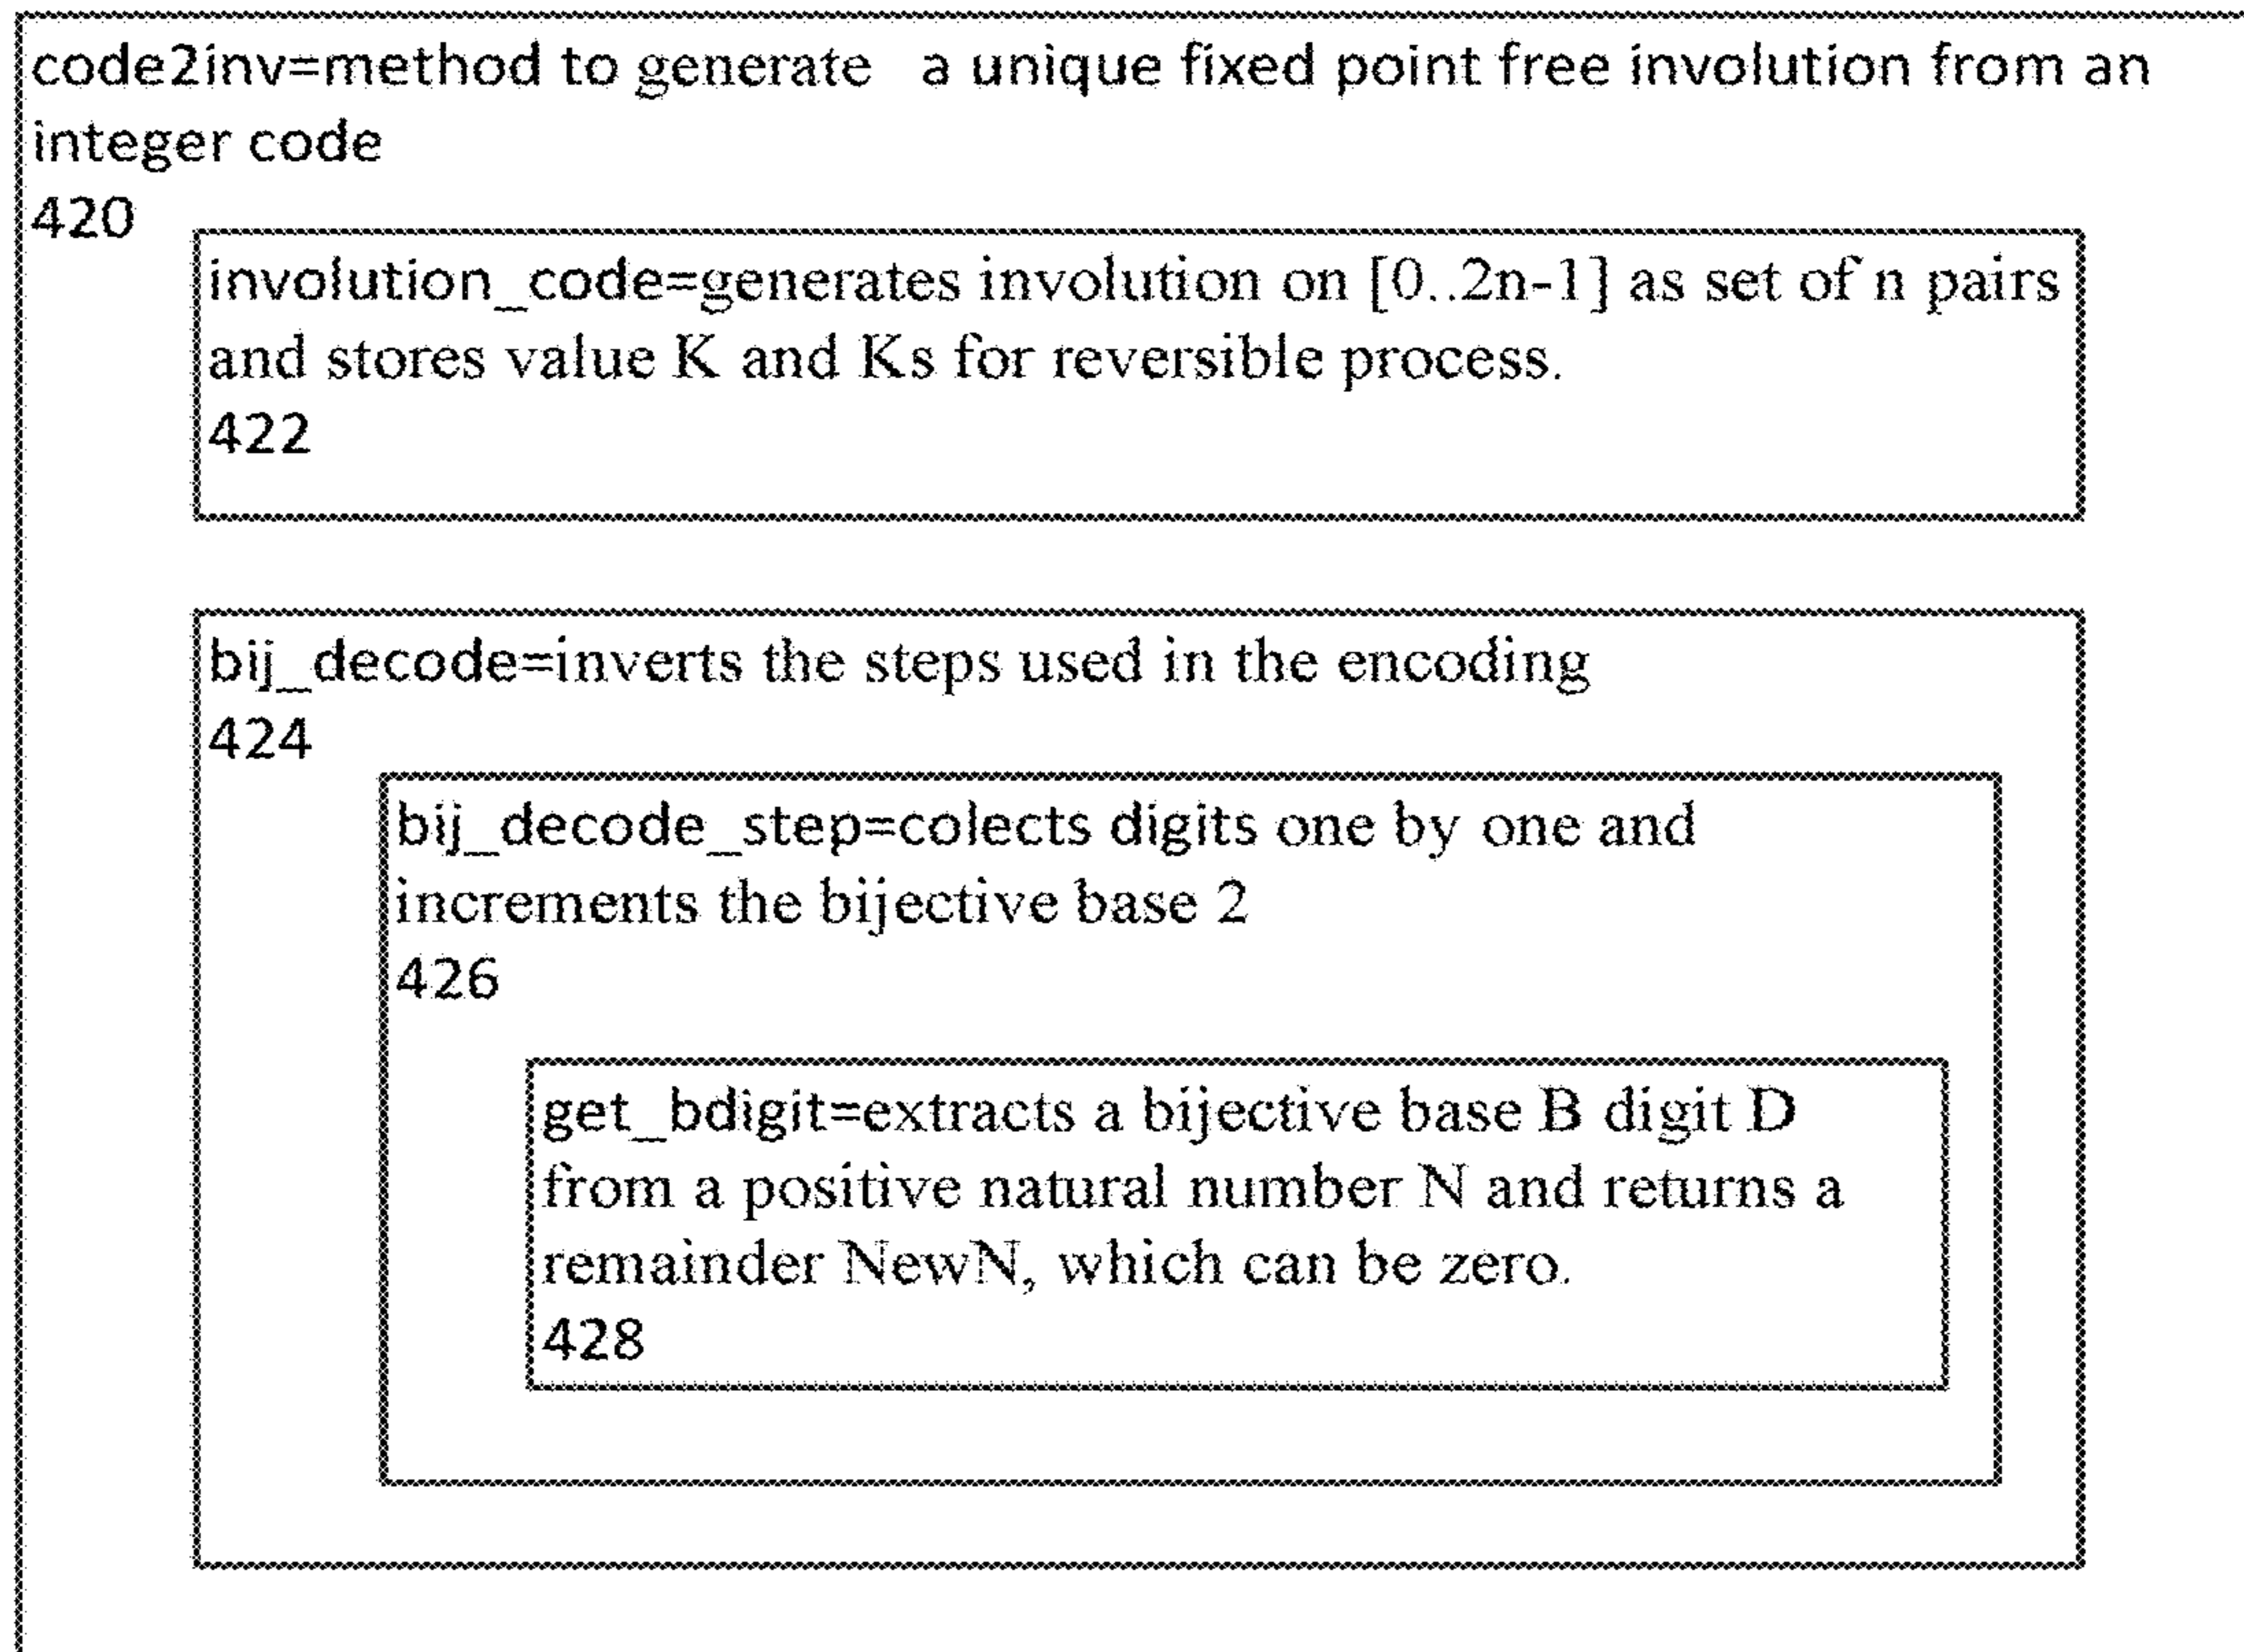 code2inv=method to generate   a unique fixed point free involution from an
integer code
420
involution_code=generates involution on [0..2n-1] as set of n pairs
and stores value K and Ks for reversible process.
422
bij_decode=inverts the steps used in the encoding
424
bij_decode_step=colects digits one by one and
increments the bijective base 2
426
get_bdigit=extracts a bijective base B digit D
from a positive natural number N and returns a
remainder NewN, which can be zero.
428